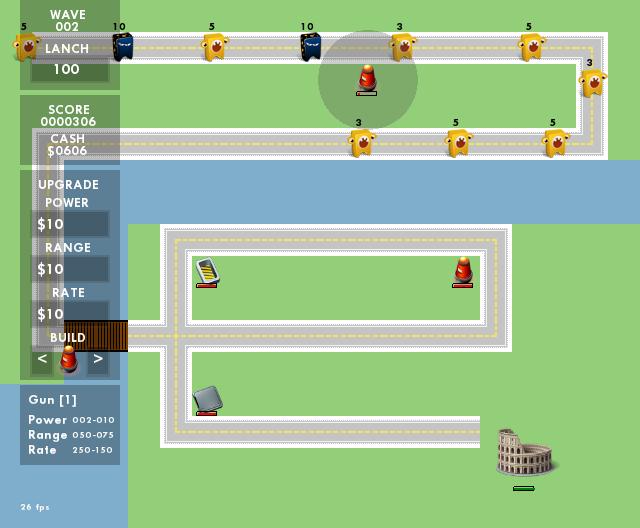 WAVE
002
LANCH
100
SCORE
0000306
CASH
$0606
UPGRADE
POWER
$10
RANGE
$10
RATE
$10
BUILD
< >
Gun [1]
Power 002-010
Range 050-075
Rate 250-150
26 fps
5 10 5 10 3 5
3
3 5 5